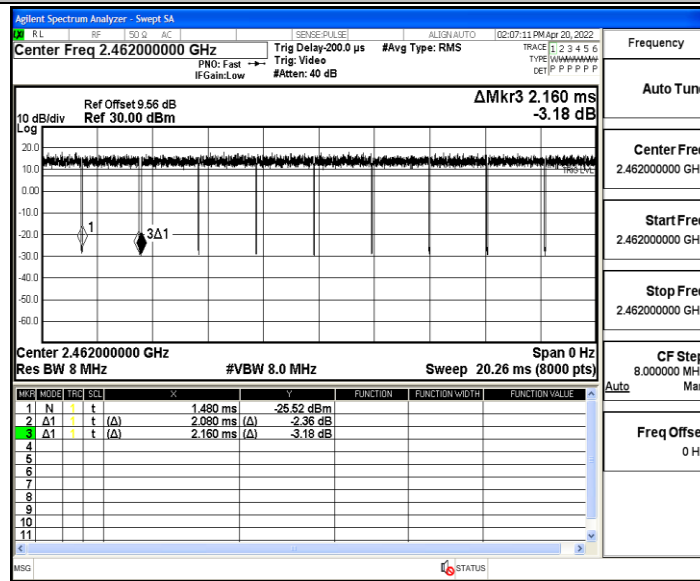 Agilent Spectrum Analyzer - Swept SA
LXI RL RF 50 Ω AC SENSE:PULSE ALIGN AUTO 02:07:11 PM Apr 20, 2022
Center Freq 2.462000000 GHz
PNO: Fast
IFGain:Low
Trig Delay-200.0 µs
Trig: Video
#Atten: 40 dB
#Avg Type: RMS
TRACE 1 2 3 4 5 6
TYPE WWWWWW
DET P P P P P P
ΔMkr3 2.160 ms
-3.18 dB
Ref Offset 9.56 dB
10 dB/div Ref 30.00 dBm
Log
20.0
10.0
TRIG LVL
0.00
-10.0
-20.0
1
3Δ1
-30.0
-40.0
-50.0
-60.0
Center 2.462000000 GHz Span 0 Hz
Res BW 8 MHz #VBW 8.0 MHz Sweep 20.26 ms (8000 pts)
MKR MODE TRC SCL X Y FUNCTION FUNCTION WIDTH FUNCTION VALUE
1 N 1 t 1.480 ms -25.52 dBm
2 Δ1 1 t (Δ) 2.080 ms (Δ) -2.36 dB
3 Δ1 1 t (Δ) 2.160 ms (Δ) -3.18 dB
4
5
6
7
8
9
10
11
MSG STATUS
Frequency
Auto Tun
Center Fre
2.462000000 GH
Start Fre
2.462000000 GH
Stop Fre
2.462000000 GH
CF Step
8.000000 MH
Auto Ma
Freq Offse
0 H